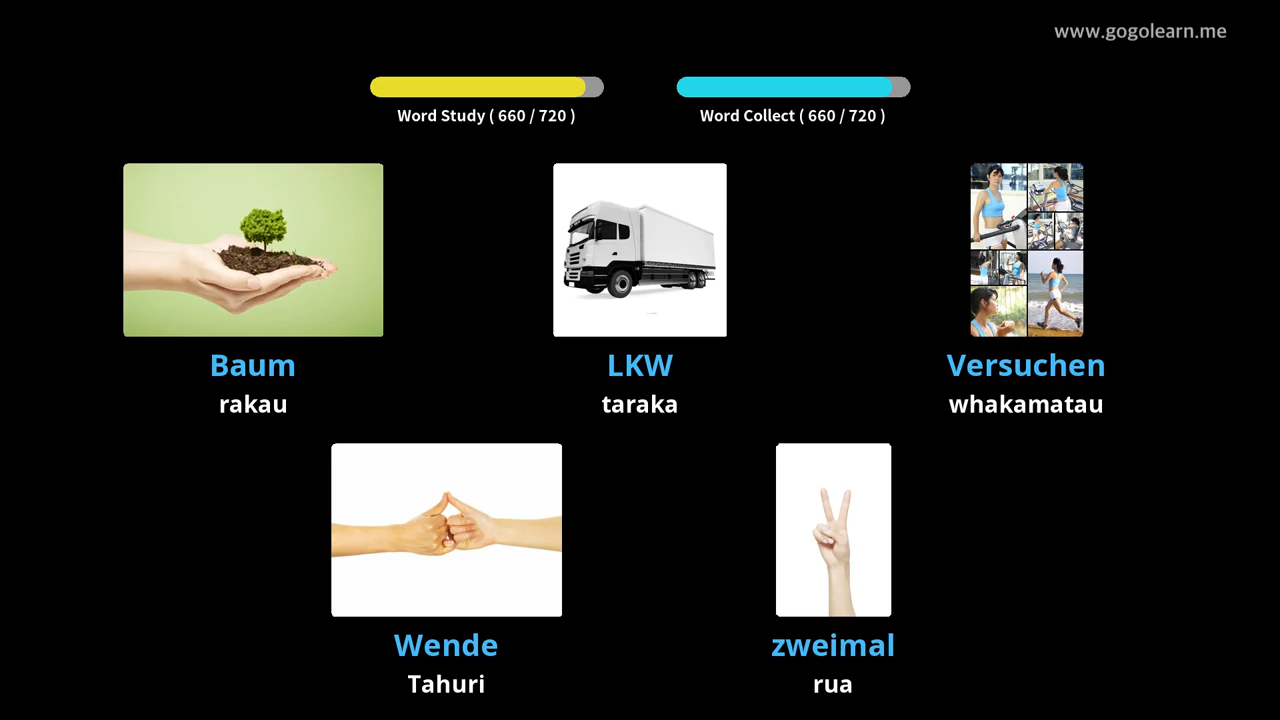 www.gogolearn.me
Word Study ( 660 / 720 )
Word Collect ( 660 / 720 )
Baum
rakau
LKW
taraka
Versuchen
whakamatau
Wende
Tahuri
zweimal
rua